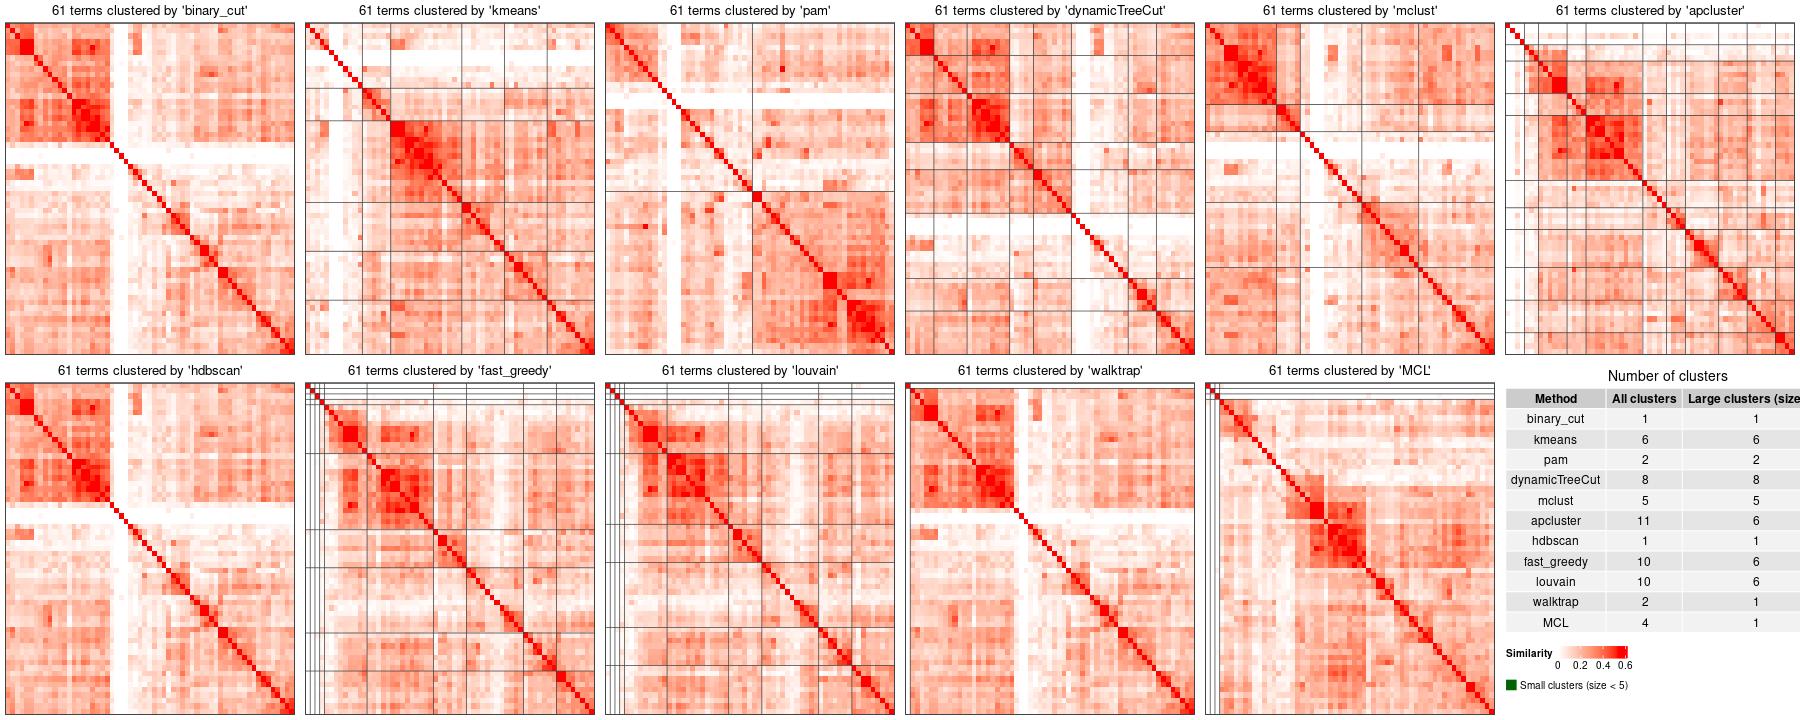 61 terms clustered by 'binary_cut'
61 terms clustered by 'kmeans'
61 terms clustered by 'pam'
61 terms clustered by 'dynamicTreeCut'
61 terms clustered by 'mclust'
61 terms clustered by 'apcluster'
61 terms clustered by 'hdbscan'
61 terms clustered by 'fast_greedy'
61 terms clustered by 'louvain'
61 terms clustered by 'walktrap'
61 terms clustered by 'MCL'
Number of clusters
Method All clusters Large clusters (size
binary_cut 1 1
kmeans 6 6
pam 2 2
dynamicTreeCut 8 8
mclust 5 5
apcluster 11 6
hdbscan 1 1
fast_greedy 10 6
louvain 10 6
walktrap 2 1
MCL 4 1
Similarity
0 0.2 0.4 0.6
Small clusters (size < 5)